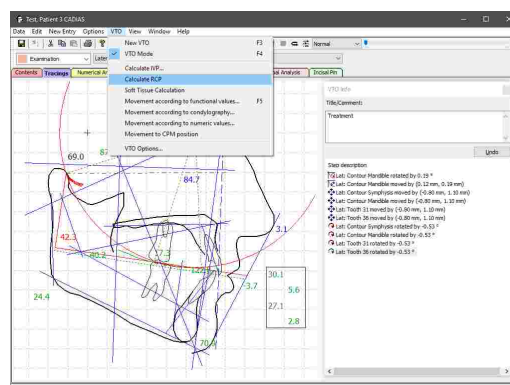 Test, Patient 3 CADIAS
Date Edit New Entry Options VTO View Window Help
New VTO F3
VTO Mode F4
Calculate IVP...
Calculate RCP
Soft Tissue Calculation
Movement according to functional values... F5
Movement according to condylography...
Movement according to numeric values...
Movement to CPM position
VTO Options...
Normal
Examination
Contents Tracings Numerical Analysis Incisal Pin
VTO Info
Title/Comment:
Treatment
Undo
Step description
Lat: Contour Mandible rotated by 0.19 °
Lat: Contour Mandible moved by (0.12 mm, 0.19 mm)
Lat: Contour Symphysis moved by (-0.80 mm, 1.10 mm)
Lat: Contour Mandible moved by (-0.80 mm, 1.10 mm)
Lat: Tooth 31 moved by (-0.80 mm, 1.10 mm)
Lat: Tooth 36 moved by (-0.80 mm, 1.10 mm)
Lat: Contour Symphysis rotated by -0.53 °
Lat: Contour Mandible rotated by -0.53 °
Lat: Tooth 31 rotated by -0.53 °
Lat: Tooth 36 rotated by -0.53 °
69.0
84.7
3.1
42.3
40.2
57.3
-3.7
30.1
5.6
27.1
2.8
24.4